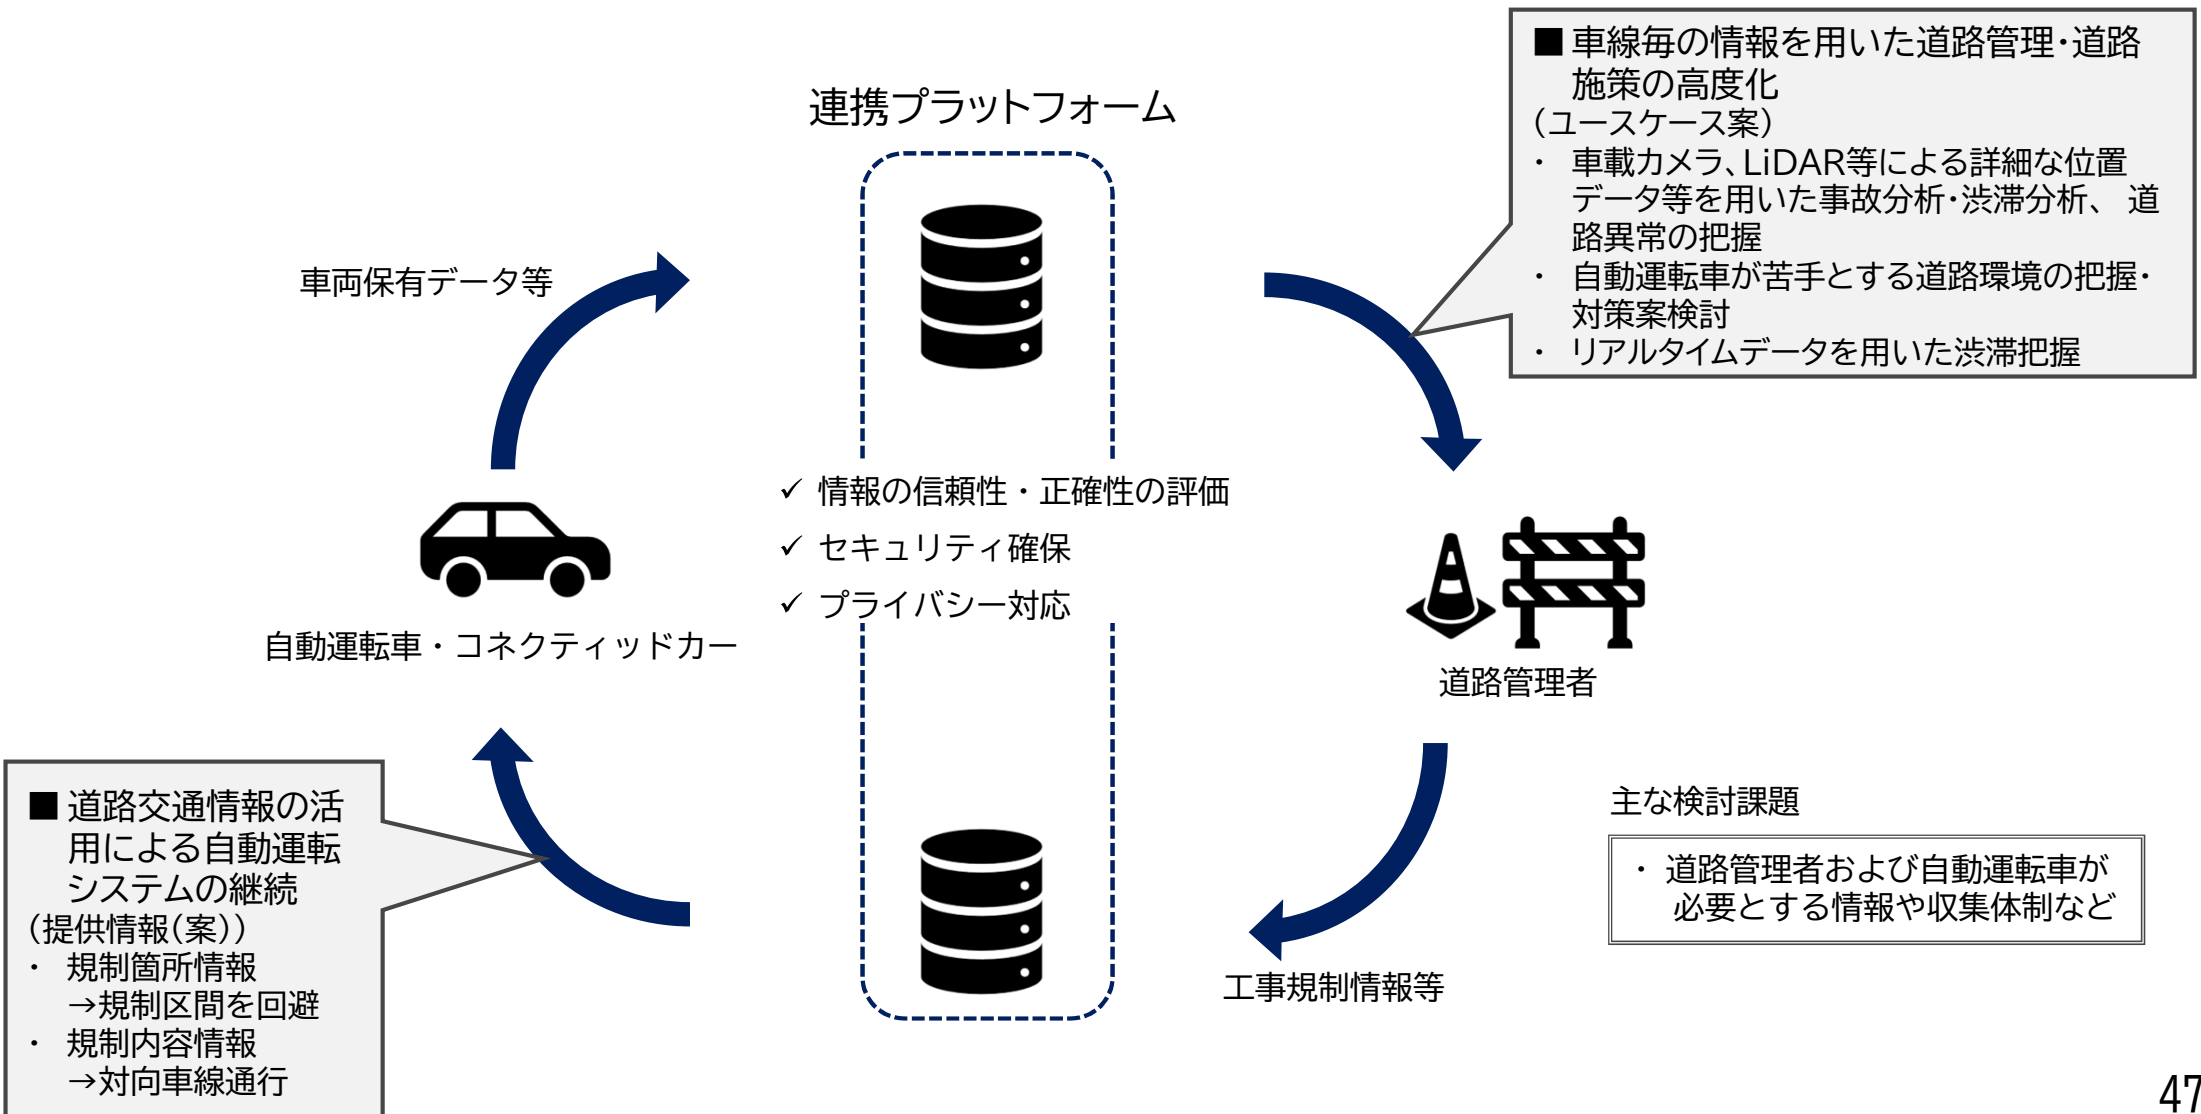 連携プラットフォーム
■ 車線毎の情報を用いた道路管理・道路
施策の高度化
（ユースケース案）
・ 車載カメラ、LiDAR等による詳細な位置
データ等を用いた事故分析・渋滞分析、 道
路異常の把握
・ 自動運転車が苦手とする道路環境の把握・
対策案検討
・ リアルタイムデータを用いた渋滞把握
車両保有データ等
✓ 情報の信頼性・正確性の評価
✓ セキュリティ確保
✓ プライバシー対応
自動運転車・コネクティッドカー
道路管理者
■ 道路交通情報の活
用による自動運転
システムの継続
（提供情報（案））
・ 規制箇所情報
→規制区間を回避
・ 規制内容情報
→対向車線通行
工事規制情報等
主な検討課題
・ 道路管理者および自動運転車が
必要とする情報や収集体制など
47